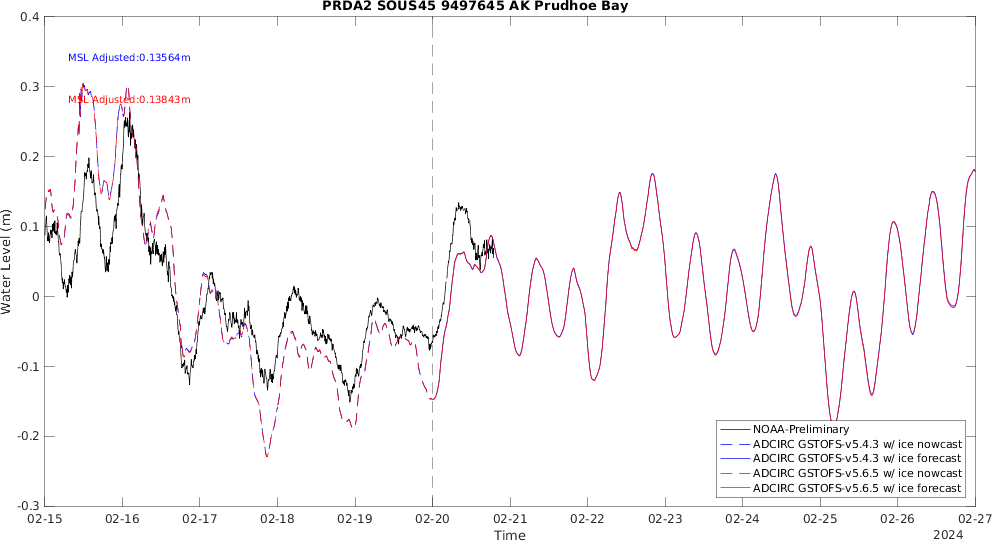 PRDA2 SOUS45 9497645 AK Prudhoe Bay
0.4
0.3
0.2
0.1
0
-0.1
-0.2
-0.3
Water Level (m)
MSL Adjusted:0.13564m
MSL Adjusted:0.13843m
NOAA-Preliminary
ADCIRC GSTOFS-v5.4.3 w/ ice nowcast
ADCIRC GSTOFS-v5.4.3 w/ ice forecast
ADCIRC GSTOFS-v5.6.5 w/ ice nowcast
ADCIRC GSTOFS-v5.6.5 w/ ice forecast
02-15 02-16 02-17 02-18 02-19 02-20 02-21 02-22 02-23 02-24 02-25 02-26 02-27
Time
2024